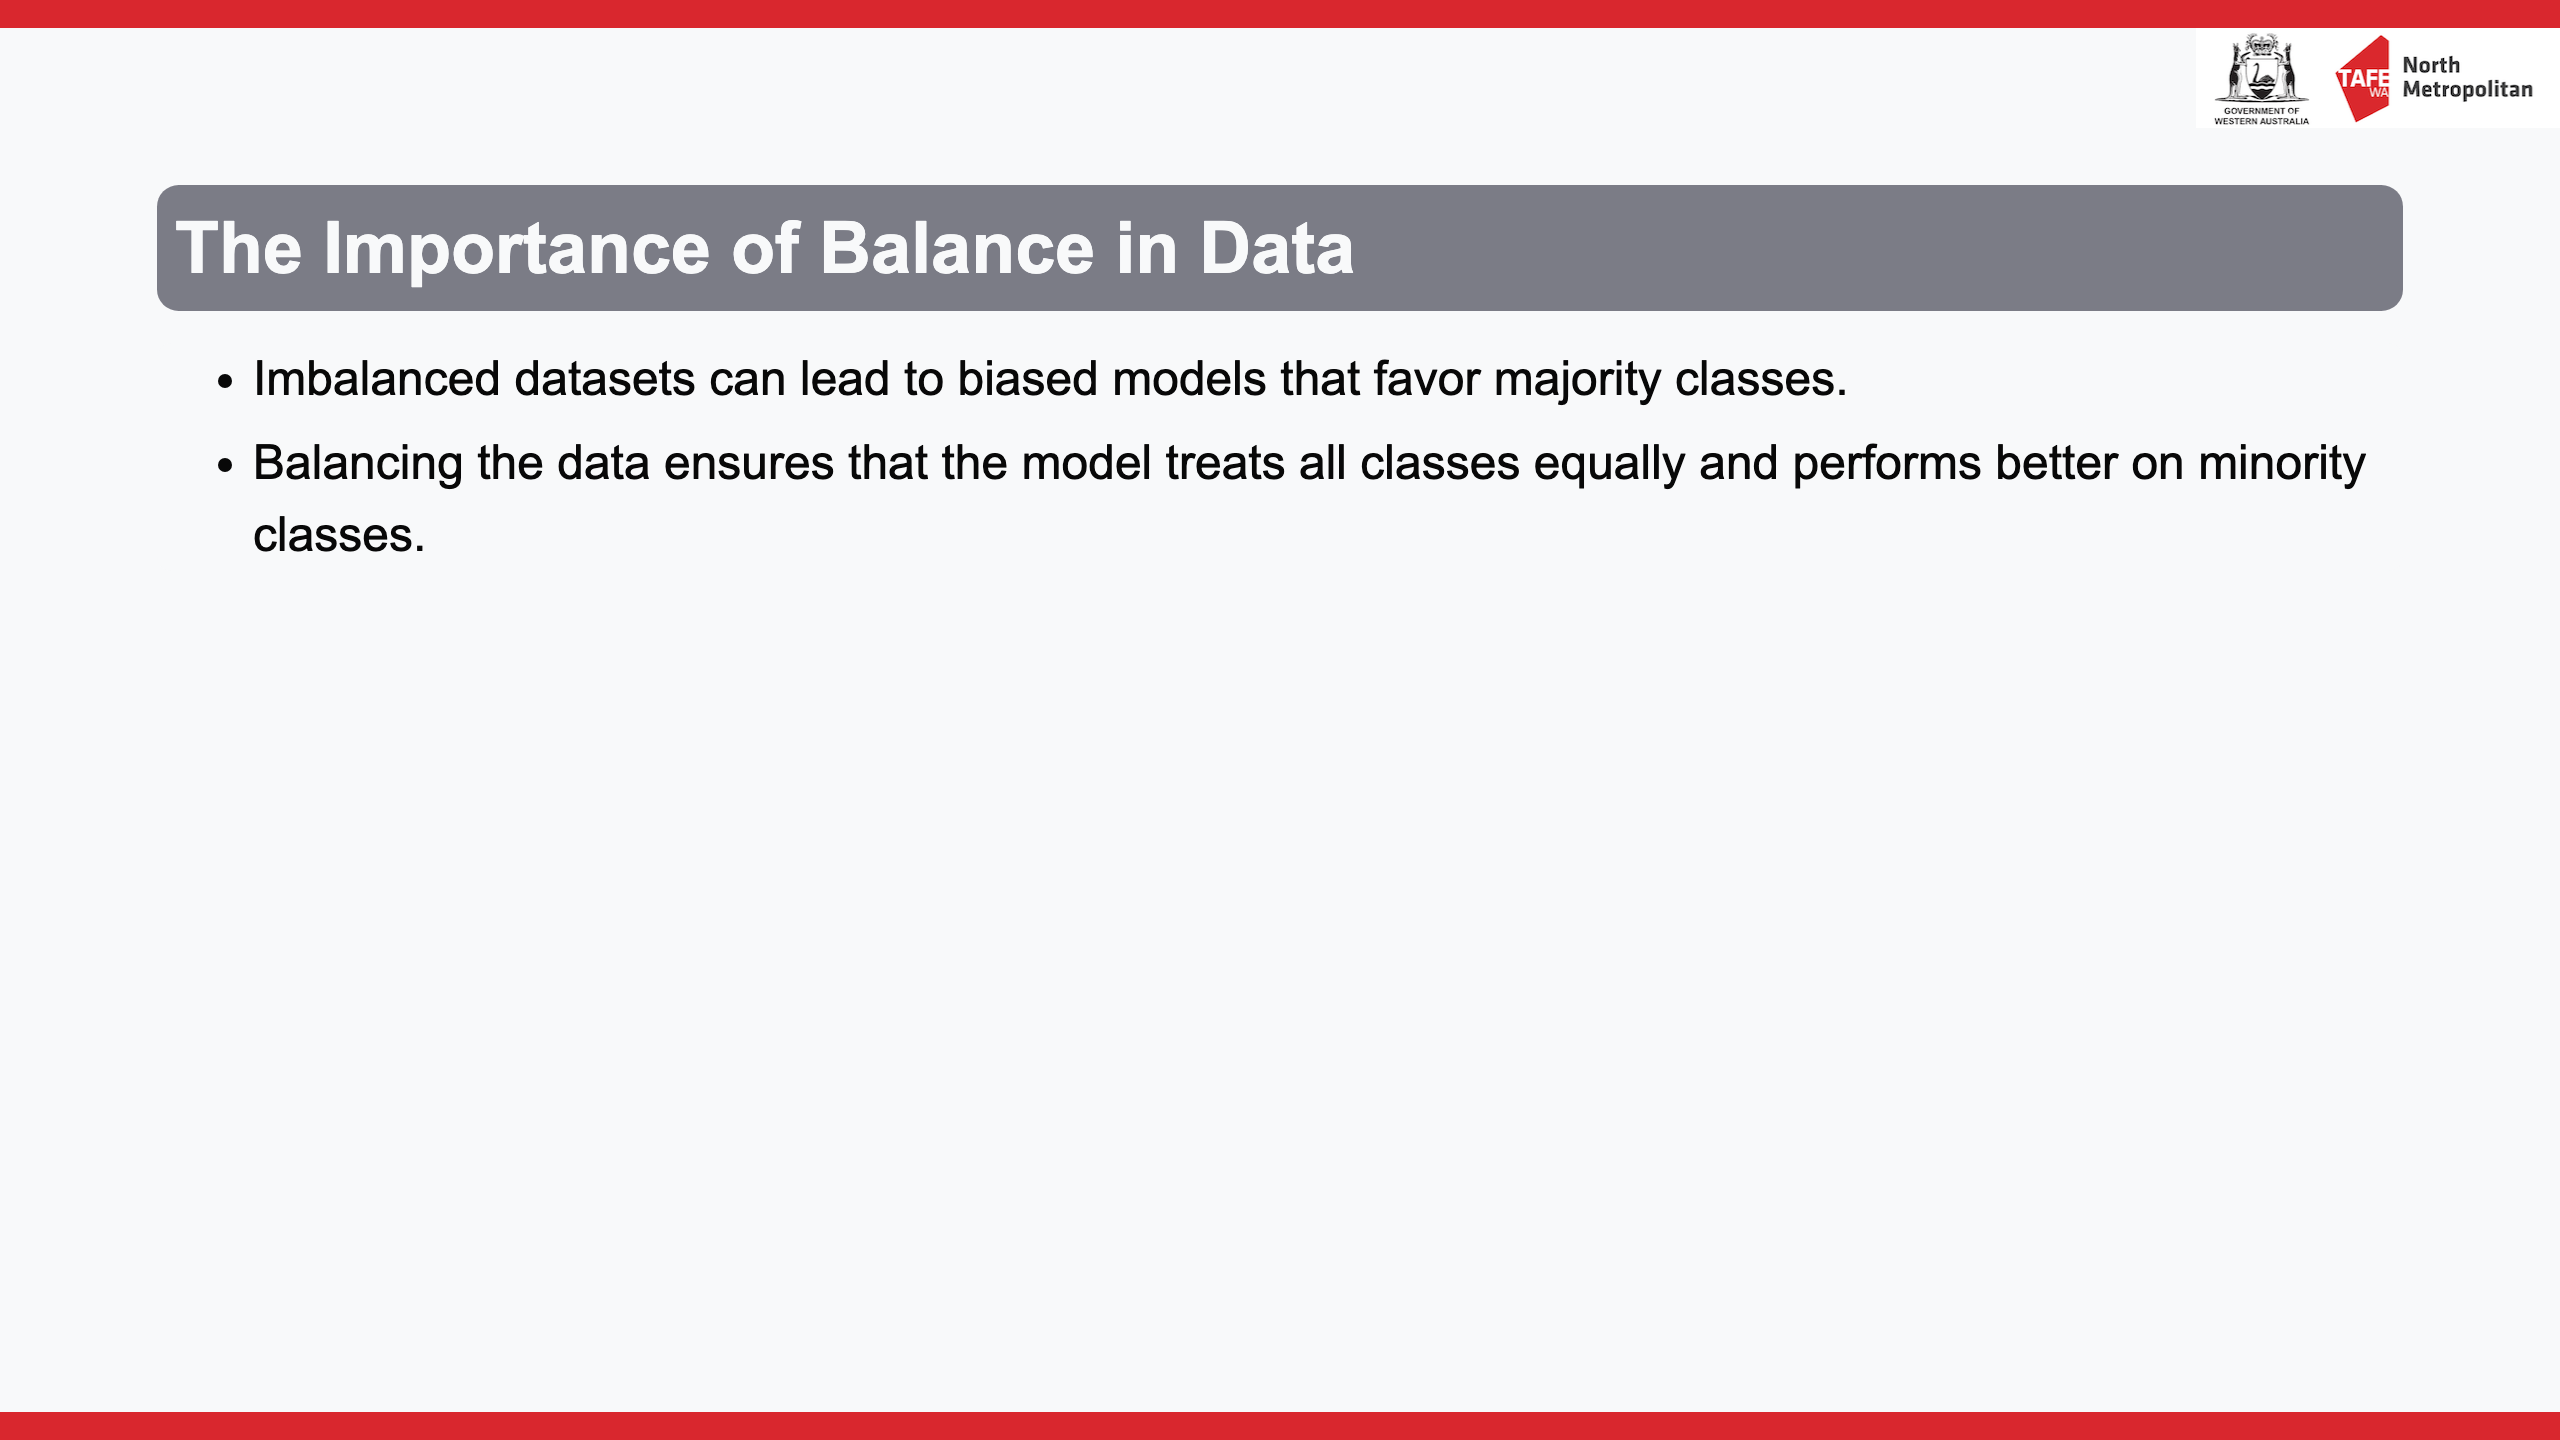 GOVERNMENT OF
WESTERN AUSTRALIA
TAFE
WA
North
Metropolitan
The Importance of Balance in Data
• Imbalanced datasets can lead to biased models that favor majority classes.
• Balancing the data ensures that the model treats all classes equally and performs better on minority
classes.